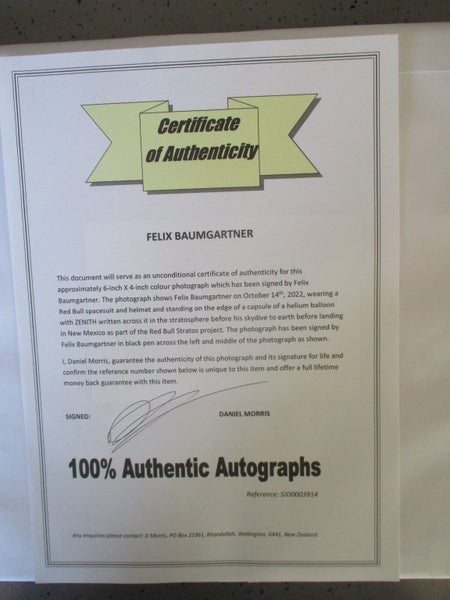 Certificate
of Authenticity
FELIX BAUMGARTNER
This document will serve as an unconditional certificate of authenticity for this
approximately 6-inch X 4-inch colour photograph which has been signed by Felix
Baumgartner. The photograph shows Felix Baumgartner on October 14th, 2022, wearing a
Red Bull spacesuit and helmet and standing on the edge of a capsule of a helium balloon
with ZENITH written across it in the stratosphere before his skydive to earth before landing
in New Mexico as part of the Red Bull Stratos project. The photograph has been signed by
Felix Baumgartner in black pen across the left and middle of the photograph as shown.
I, Daniel Morris, guarantee the authenticity of this photograph and its signature for life and
confirm the reference number shown below is unique to this item and offer a full lifetime
money back guarantee with this item.
SIGNED: DANIEL MORRIS
100% Authentic Autographs
Reference: SJD0003914
Any enquiries please contact: D Morris, PO Box 22361, Khandallah, Wellington, 6441, New Zealand